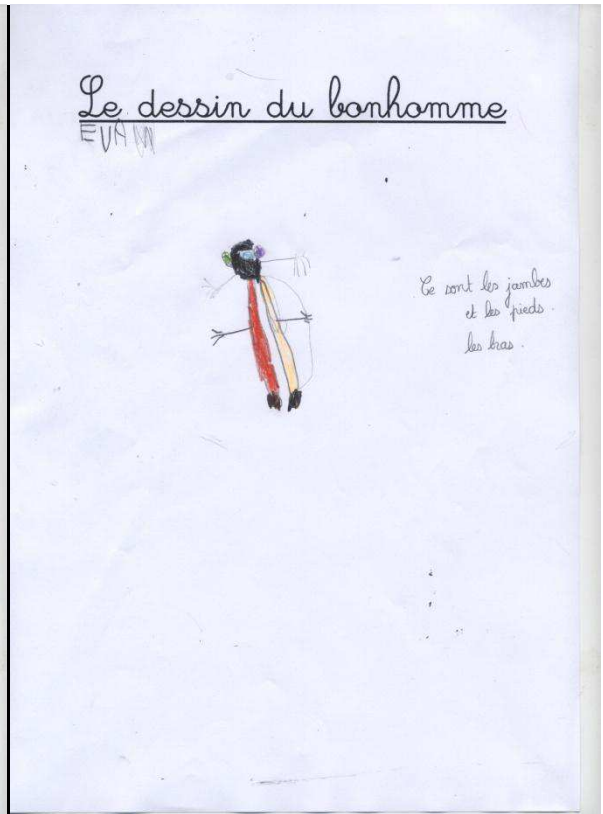 Le dessin du bonhomme
EVAN
Ce sont les jambes
et les pieds.
les bras.